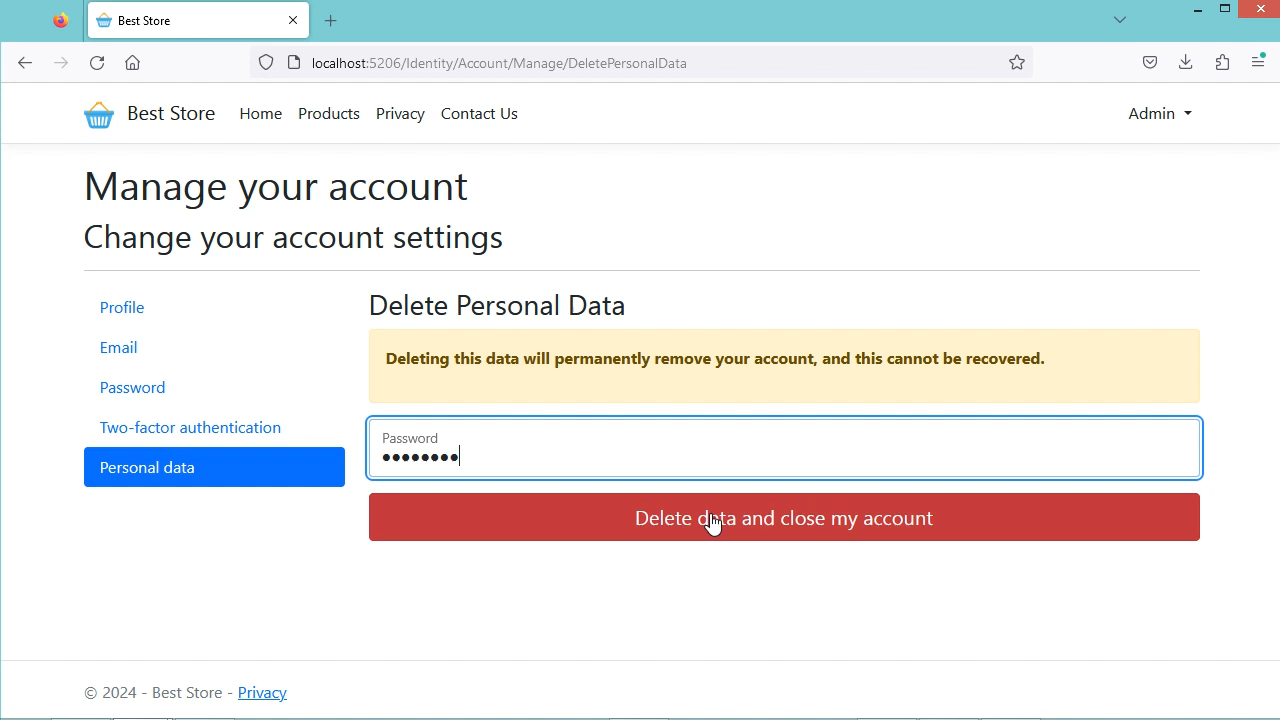 Best Store
localhost:5206/Identity/Account/Manage/DeletePersonalData
Best Store Home Products Privacy Contact Us Admin
Manage your account
Change your account settings
Profile
Email
Password
Two-factor authentication
Personal data
Delete Personal Data
Deleting this data will permanently remove your account, and this cannot be recovered.
Password
••••••••
Delete data and close my account
© 2024 - Best Store - Privacy